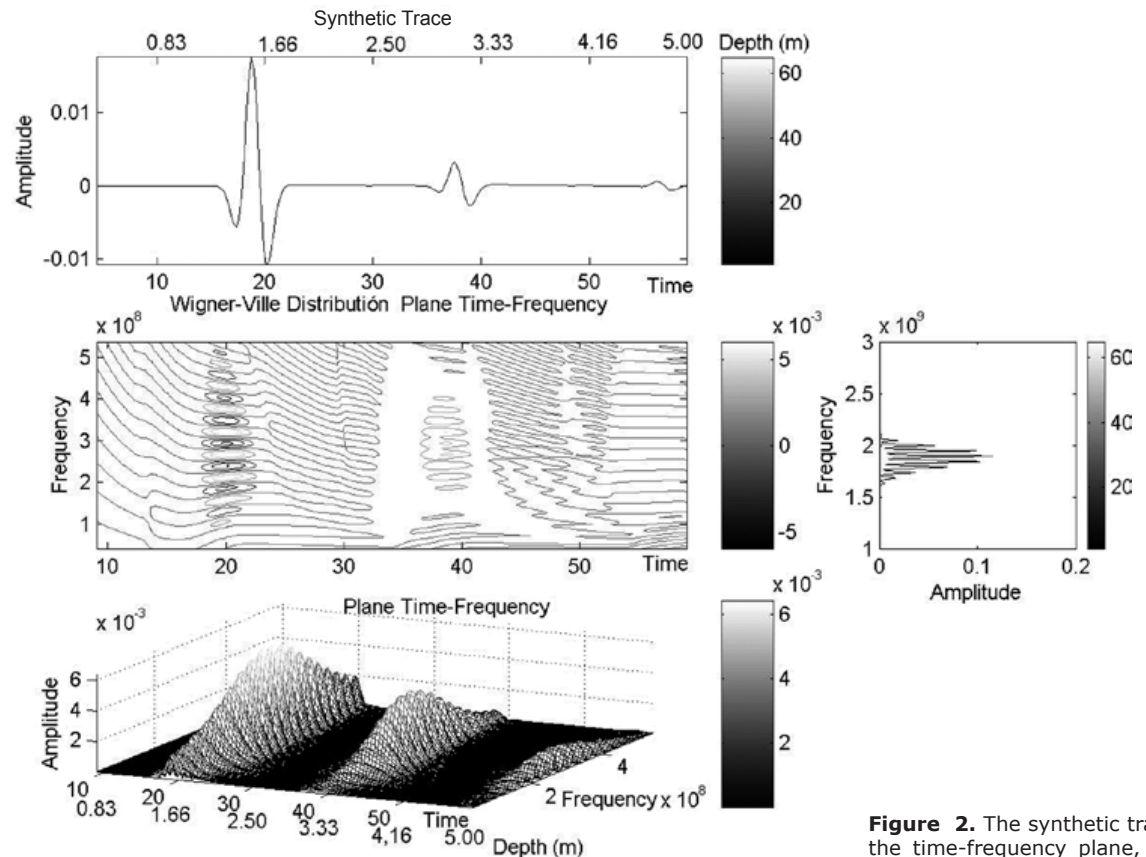 Synthetic Trace
0.83 1.66 2.50 3.33 4.16 5.00 Depth (m)
60
40
20
Amplitude
0.01
0
-0.01
10 20 30 40 50 Time
Wigner-Ville Distribución Plane Time-Frequency
x 10^8
Frequency
5
4
3
2
1
10 20 30 40 50 Time
x 10^-3
5
0
-5
x 10^9
Frequency
3
2.5
2
1.5
1
0 0.1 0.2
Amplitude
60
40
20
Plane Time-Frequency
x 10^-3
Amplitude
6
4
2
10 20 30 40 50 Time
0.83 1.66 2.50 3.33 4,16 5.00
Depth (m)
2 4
Frequency x 10^8
x 10^-3
6
4
2
Figure 2. The synthetic tra
the time-frequency plane,